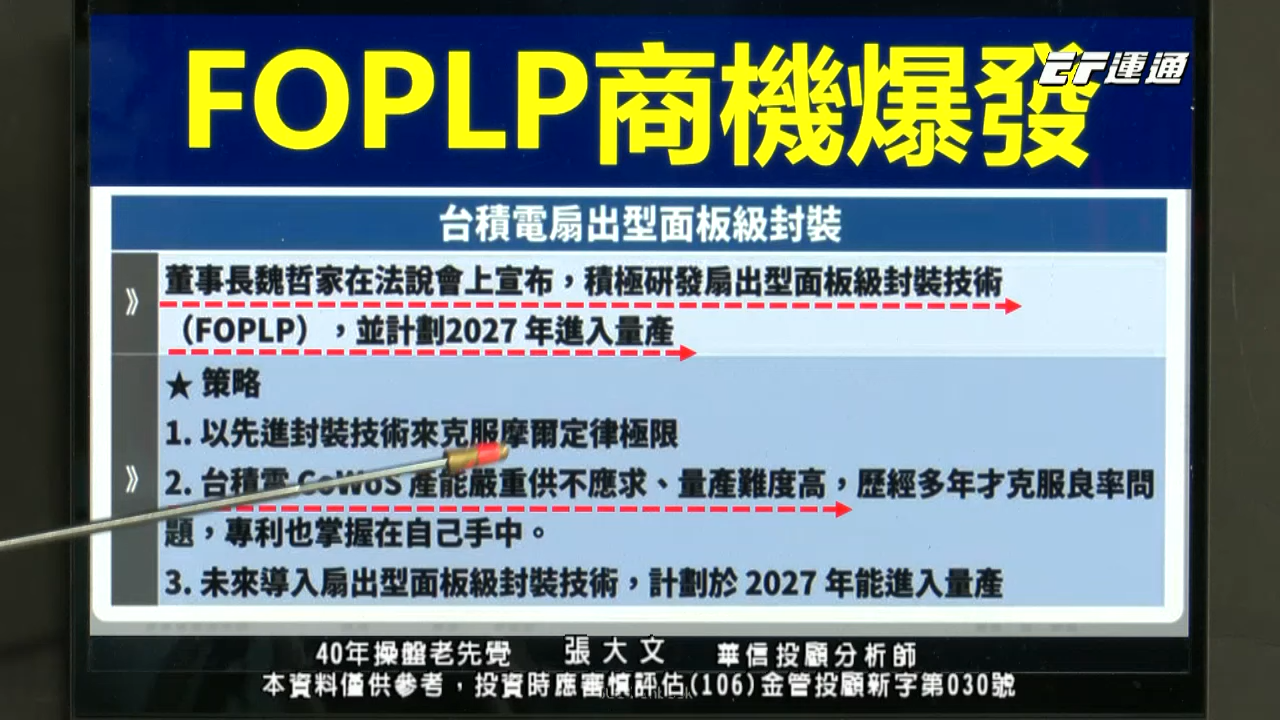 FOPLP商機爆發
運通
台積電扇出型面板級封裝
》 董事長魏哲家在法說會上宣布，積極研發扇出型面板級封裝技術
（FOPLP），並計劃2027 年進入量產
★ 策略
1. 以先進封裝技術來克服摩爾定律極限
》 2. 台積電 CoWoS 產能嚴重供不應求、量產難度高，歷經多年才克服良率問
題，專利也掌握在自己手中。
3. 未來導入扇出型面板級封裝技術，計劃於 2027 年能進入量產
40年操盤老先覺 張大文 華信投顧分析師
本資料僅供參考，投資時應審慎評估(106)金管投顧新字第030號